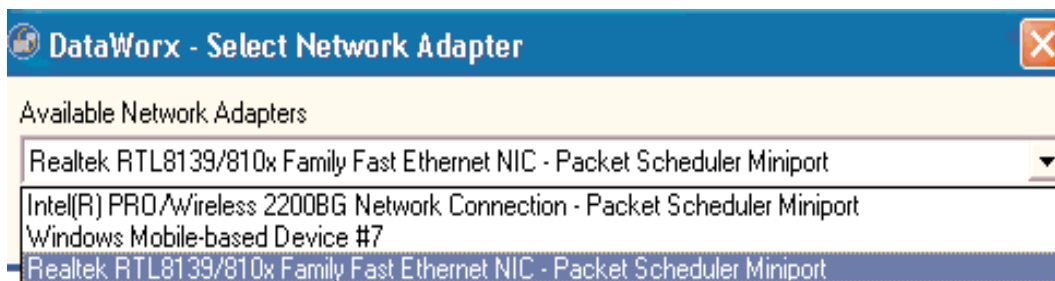 DataWorx - Select Network Adapter
Available Network Adapters
Realtek RTL8139/810x Family Fast Ethernet NIC - Packet Scheduler Miniport
Intel(R) PRO/Wireless 2200BG Network Connection - Packet Scheduler Miniport
Windows Mobile-based Device #7
Realtek RTL8139/810x Family Fast Ethernet NIC - Packet Scheduler Miniport